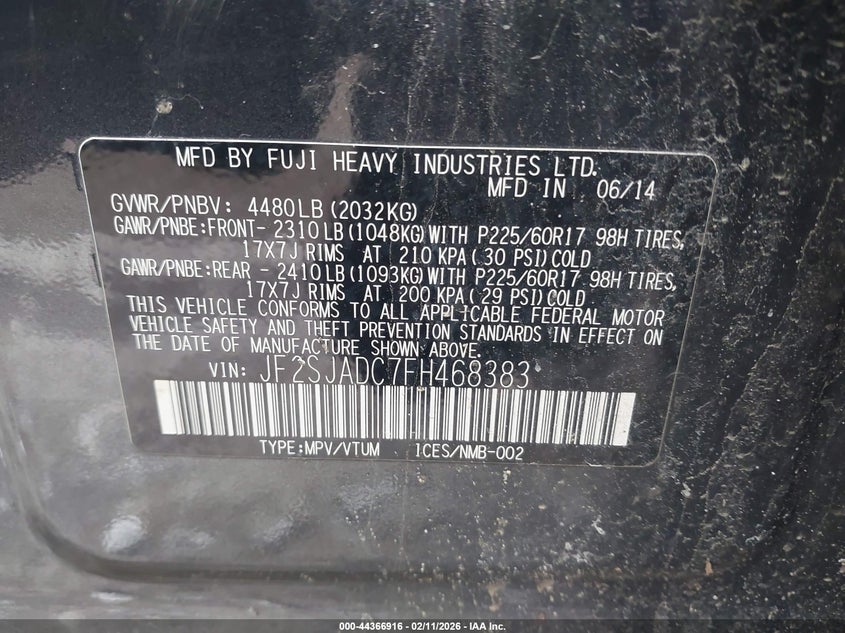 MFD BY FUJI HEAVY INDUSTRIES LTD.
MFD IN 06/14
GVWR/PNBV: 4480LB (2032KG)
GAWR/PNBE:FRONT- 2310LB (1048KG) WITH P225/60R17 98H TIRES,
17X7J RIMS AT 210 KPA ( 30 PSI) COLD
GAWR/PNBE:REAR - 2410LB (1093KG) WITH P225/60R17 98H TIRES,
17X7J RIMS AT 200 KPA ( 29 PSI) COLD
THIS VEHICLE CONFORMS TO ALL APPLICABLE FEDERAL MOTOR
VEHICLE SAFETY AND THEFT PREVENTION STANDARDS IN EFFECT ON
THE DATE OF MANUFACTURE SHOWN ABOVE.
VIN: JF2SJADC7FH468383
TYPE:MPV/VTUM 1CES/NMB-002
000-44366916 - 02/11/2026 - IAA Inc.